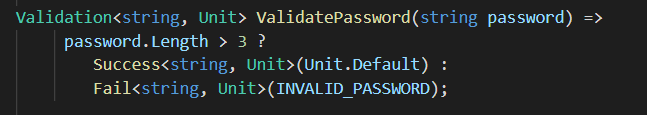 Validation<string, Unit> ValidatePassword(string password) =>
password.Length > 3 ?
Success<string, Unit>(Unit.Default) :
Fail<string, Unit>(INVALID_PASSWORD);